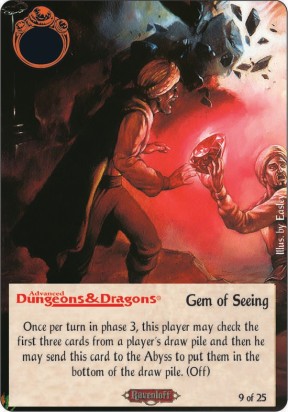 Illus. by Easley
Advanced
Dungeons&Dragons®
Gem of Seeing
Once per turn in phase 3, this player may check the
first three cards from a player's draw pile and then he
may send this card to the Abyss to put them in the
bottom of the draw pile. (Off)
Ravenloft
9 of 25